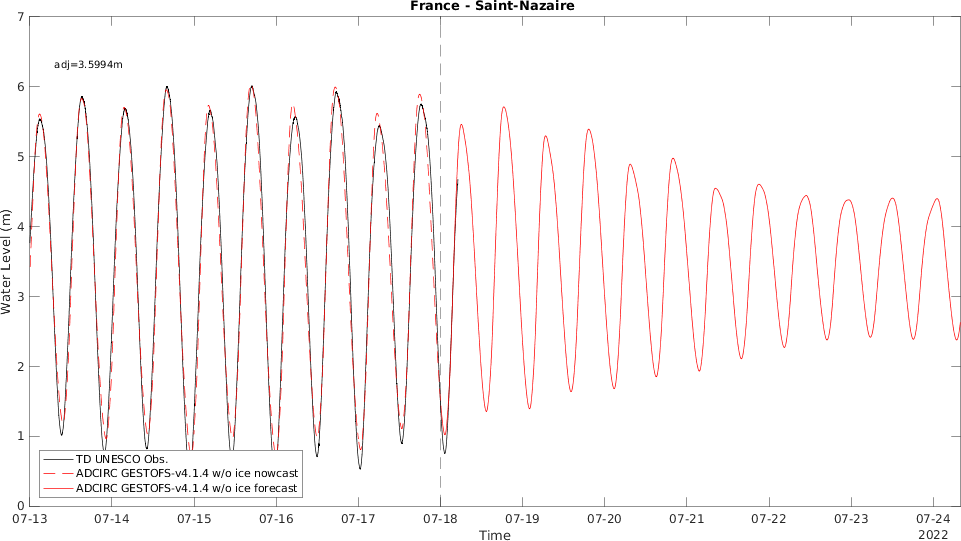 France - Saint-Nazaire
7
adj=3.5994m
6
5
4
3
2
1
0
Water Level (m)
TD UNESCO Obs.
ADCIRC GESTOFS-v4.1.4 w/o ice nowcast
ADCIRC GESTOFS-v4.1.4 w/o ice forecast
07-13 07-14 07-15 07-16 07-17 07-18 07-19 07-20 07-21 07-22 07-23 07-24
Time 2022